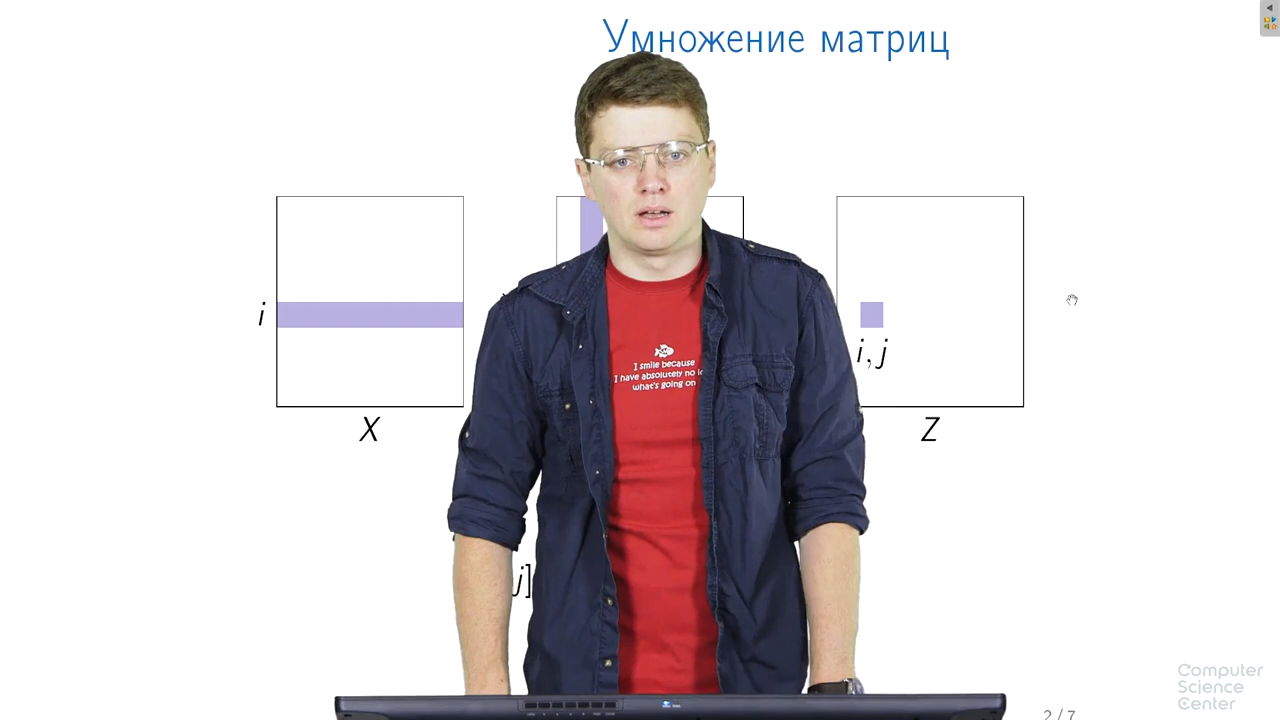 Умножение матриц
i
i, j
X
Z
I smile because
I have absolutely no
what's going on
j]
Computer
Science
Center
2 / 7